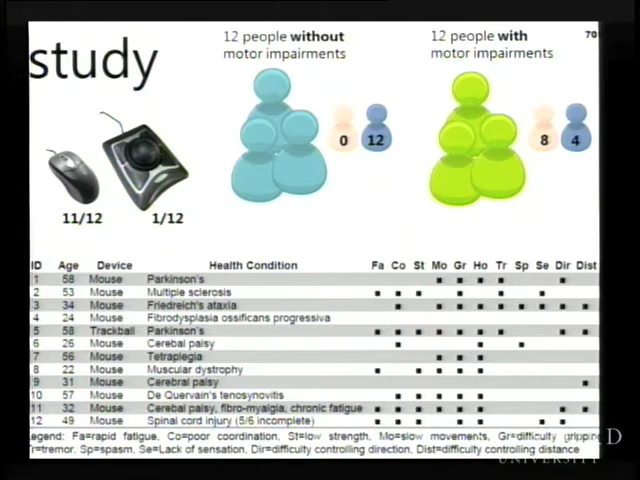 12 people without
motor impairments
12 people with
motor impairments
70
study
0 12
8 4
11/12 1/12
ID Age Device Health Condition Fa Co St Mo Gr Ho Tr Sp Se Dir Dist
1 58 Mouse Parkinson's
2 53 Mouse Multiple sclerosis
3 34 Mouse Friedreich's ataxia
4 24 Mouse Fibrodysplasia ossificans progressiva
5 58 Trackball Parkinson's
6 26 Mouse Cerebral palsy
7 56 Mouse Tetraplegia
8 22 Mouse Muscular dystrophy
9 31 Mouse Cerebral palsy
10 57 Mouse De Quervain's tenosynovitis
11 32 Mouse Cerebral palsy, fibro-myalgia, chronic fatigue
12 49 Mouse Spinal cord injury (5/6 incomplete)
egend: Fa=rapid fatigue, Co=poor coordination, St=low strength, Mo=slow movements, Gr=difficulty gripping
Tr=tremor, Sp=spasm, Se=Lack of sensation, Dir=difficulty controlling direction, Dist=difficulty controlling distance
D
UNIVERSITY